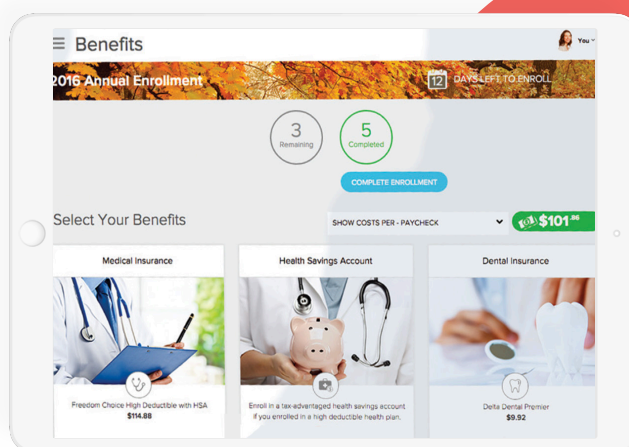 Benefits
You
2016 Annual Enrollment
12
DAYS LEFT TO ENROLL
3
Remaining
5
Completed
COMPLETE ENROLLMENT
Select Your Benefits
SHOW COSTS PER - PAYCHECK
$101.86
Medical Insurance
Health Savings Account
Dental Insurance
Freedom Choice High Deductible with HSA
$114.88
Enroll in a tax-advantaged health savings account
if you enrolled in a high deductible health plan.
Delta Dental Premier
$9.92